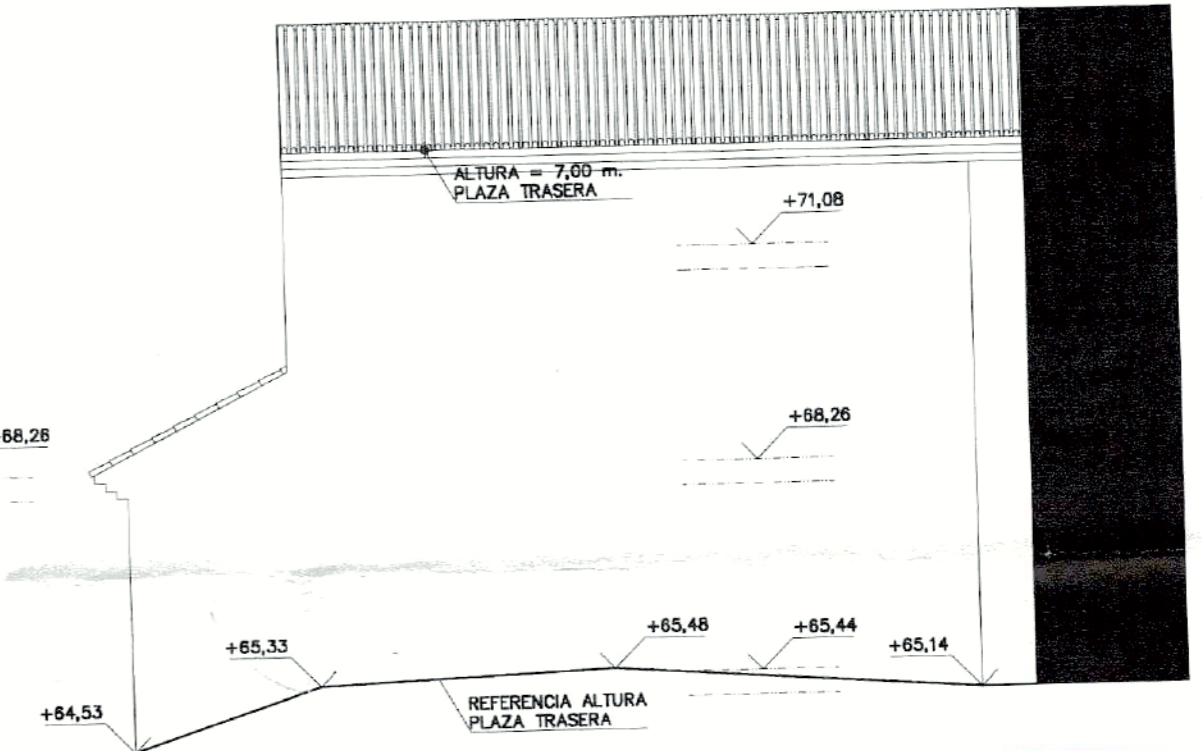 ALTURA = 7,00 m.
PLAZA TRASERA
+71,08
+68,26
+68,26
+65,33
+65,48
+65,44
+65,14
+64,53
REFERENCIA ALTURA
PLAZA TRASERA